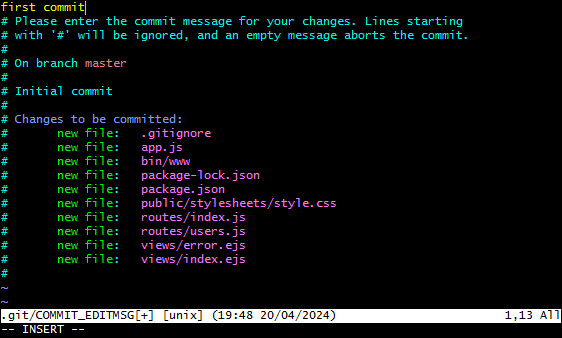 first commit
# Please enter the commit message for your changes. Lines starting
# with '#' will be ignored, and an empty message aborts the commit.
#
# On branch master
#
# Initial commit
#
# Changes to be committed:
#       new file:   .gitignore
#       new file:   app.js
#       new file:   bin/www
#       new file:   package-lock.json
#       new file:   package.json
#       new file:   public/stylesheets/style.css
#       new file:   routes/index.js
#       new file:   routes/users.js
#       new file:   views/error.ejs
#       new file:   views/index.ejs
#
~
~
.git/COMMIT_EDITMSG[+] [unix] (19:48 20/04/2024) 1,13 All
-- INSERT --